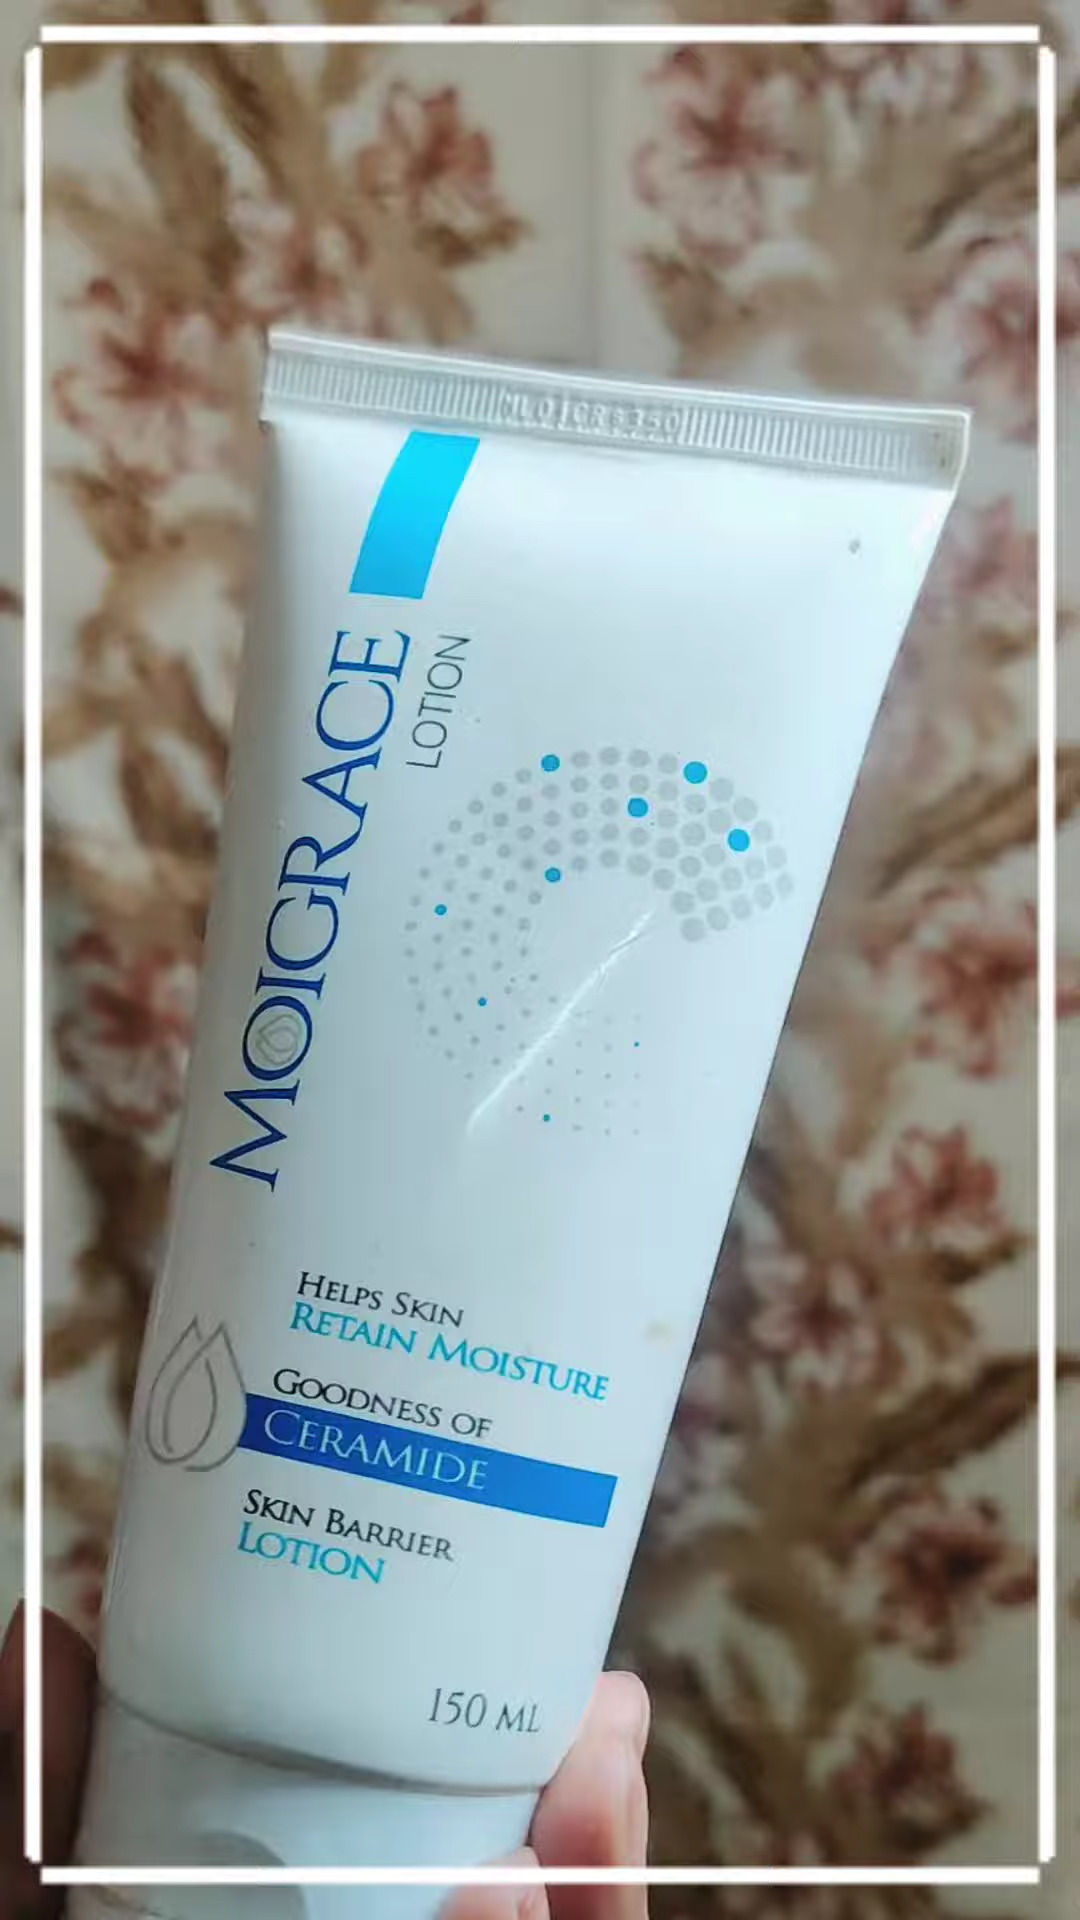 MOIGRACE
LOTION
HELPS SKIN
RETAIN MOISTURE
GOODNESS OF
CERAMIDE
SKIN BARRIER
LOTION
150 ML